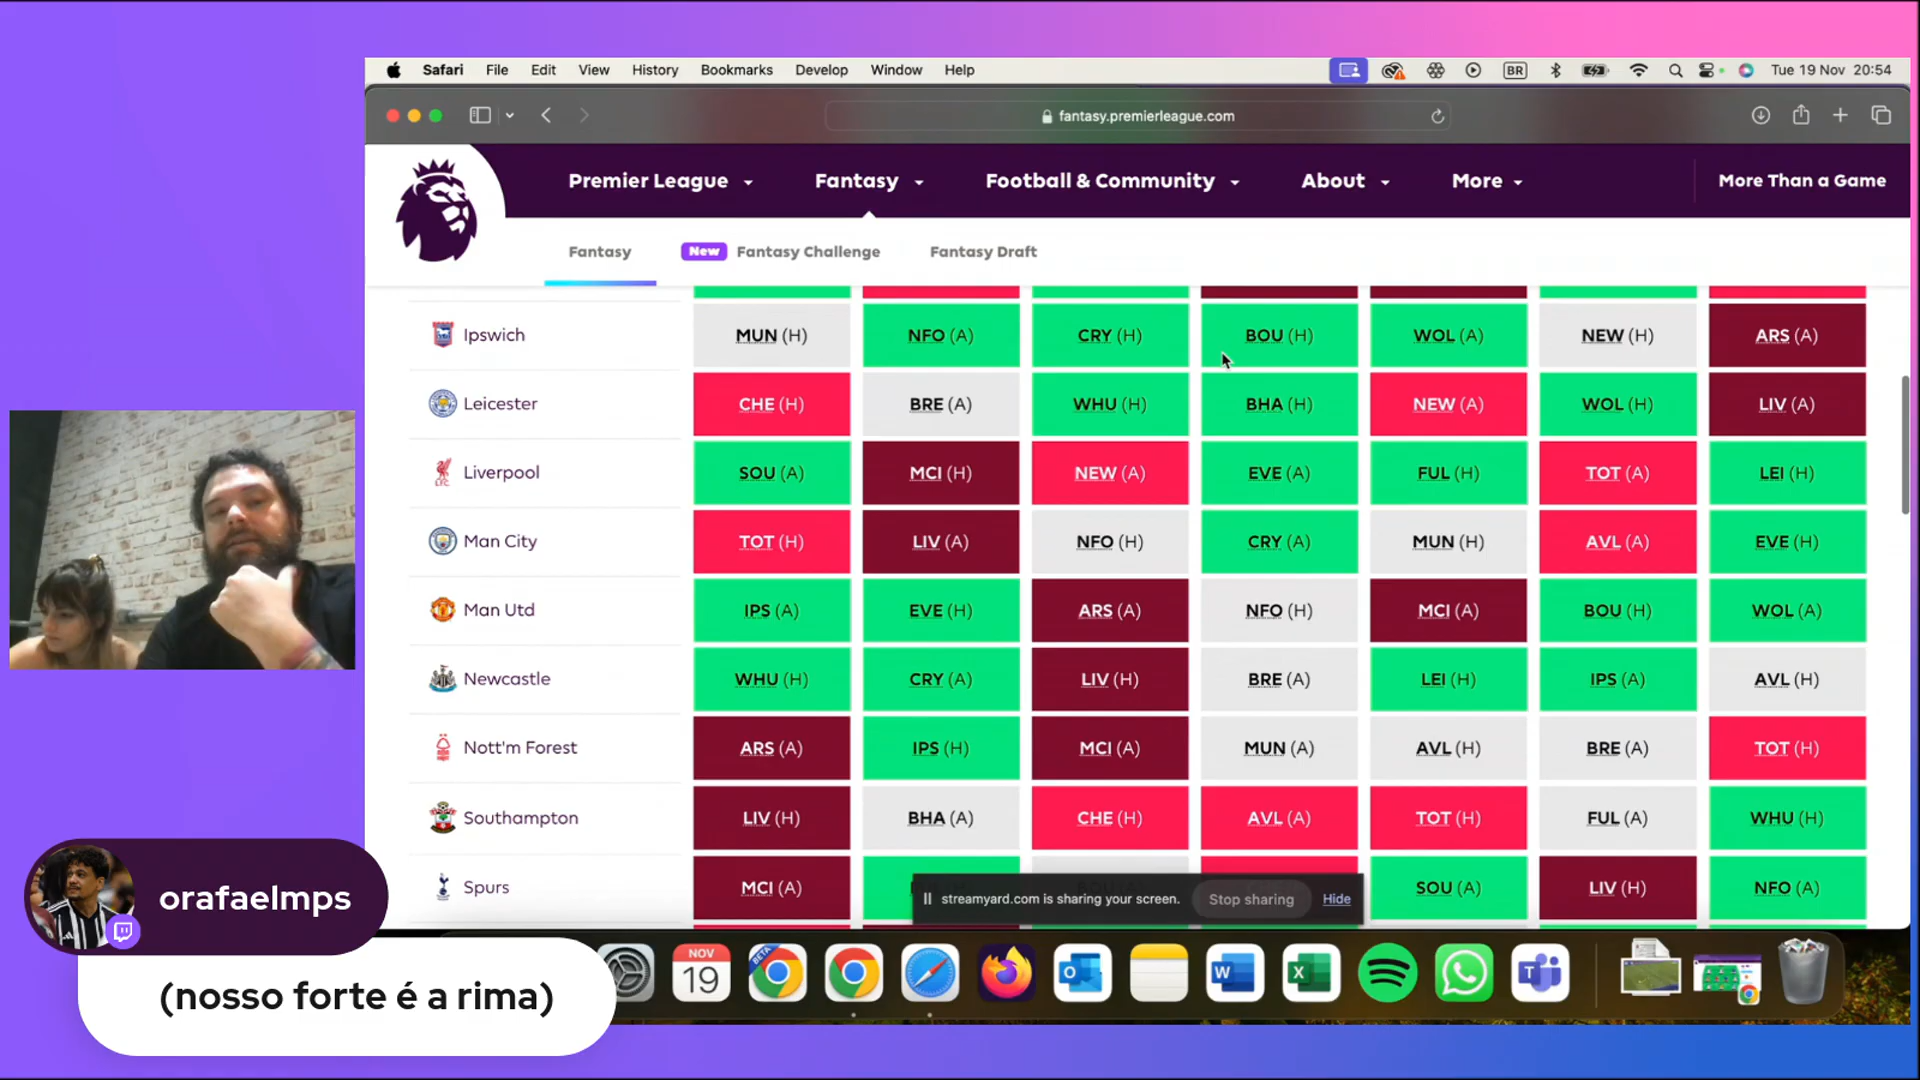 Safari File Edit View History Bookmarks Develop Window Help BR Tue 19 Nov 20:54
fantasy.premierleague.com
Premier League Fantasy Football & Community About More More Than a Game
Fantasy New Fantasy Challenge Fantasy Draft
Ipswich MUN (H) NFO (A) CRY (H) BOU (H) WOL (A) NEW (H) ARS (A)
Leicester CHE (H) BRE (A) WHU (H) BHA (H) NEW (A) WOL (H) LIV (A)
Liverpool SOU (A) MCI (H) NEW (A) EVE (A) FUL (H) TOT (A) LEI (H)
Man City TOT (H) LIV (A) NFO (H) CRY (A) MUN (H) AVL (A) EVE (H)
Man Utd IPS (A) EVE (H) ARS (A) NFO (H) MCI (A) BOU (H) WOL (A)
Newcastle WHU (H) CRY (A) LIV (H) BRE (A) LEI (H) IPS (A) AVL (H)
Nott'm Forest ARS (A) IPS (H) MCI (A) MUN (A) AVL (H) BRE (A) TOT (H)
Southampton LIV (H) BHA (A) CHE (H) AVL (A) TOT (H) FUL (A) WHU (H)
Spurs MCI (A) SOU (A) LIV (H) NFO (A)
streamyard.com is sharing your screen. Stop sharing Hide
orafaelmps
(nosso forte é a rima)
NOV
19
BETA
O
W
X
T